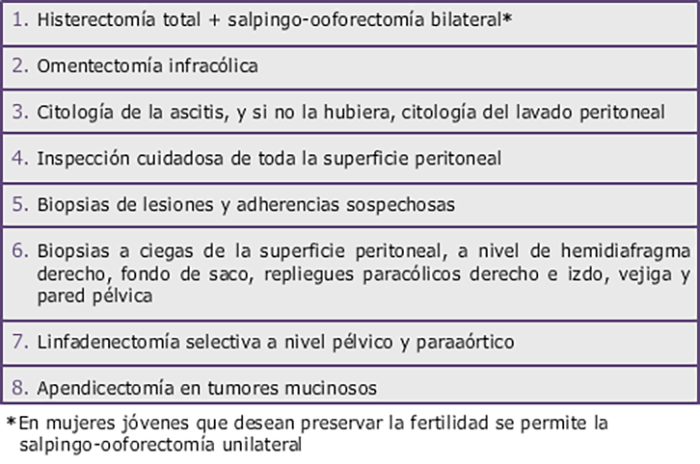 1. Histerectomía total + salpingo-ooforectomía bilateral*
2. Omentectomía infracólica
3. Citología de la ascitis, y si no la hubiera, citología del lavado peritoneal
4. Inspección cuidadosa de toda la superficie peritoneal
5. Biopsias de lesiones y adherencias sospechosas
6. Biopsias a ciegas de la superficie peritoneal, a nivel de hemidiafragma
derecho, fondo de saco, repliegues paracólicos derecho e izdo, vejiga y
pared pélvica
7. Linfadenectomía selectiva a nivel pélvico y paraaórtico
8. Apendicectomía en tumores mucinosos
*En mujeres jóvenes que desean preservar la fertilidad se permite la
salpingo-ooforectomía unilateral